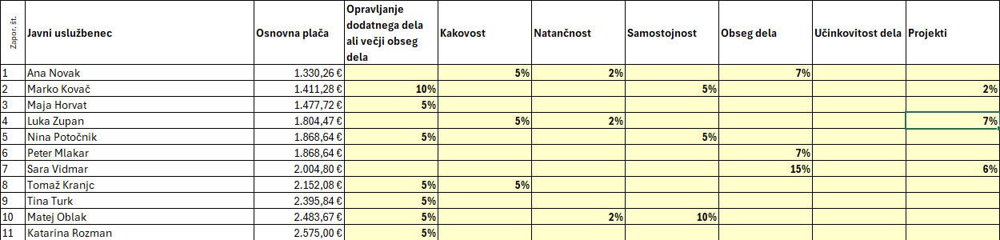 Zapor. št. Javni uslužbenec Osnovna plača Opravljanje dodatnega dela ali večji obseg dela Kakovost Natančnost Samostojnost Obseg dela Učinkovitost dela Projekti
1 Ana Novak 1.330,26 € 5% 2% 7%
2 Marko Kovač 1.411,28 € 10% 5% 2%
3 Maja Horvat 1.477,72 € 5%
4 Luka Zupan 1.804,47 € 5% 2% 7%
5 Nina Potočnik 1.868,64 € 5% 5%
6 Peter Mlakar 1.868,64 € 7%
7 Sara Vidmar 2.004,80 € 15% 6%
8 Tomaž Kranjc 2.152,08 € 5% 5%
9 Tina Turk 2.395,84 € 5%
10 Matej Oblak 2.483,67 € 5% 2% 10%
11 Katarina Rozman 2.575,00 € 5%